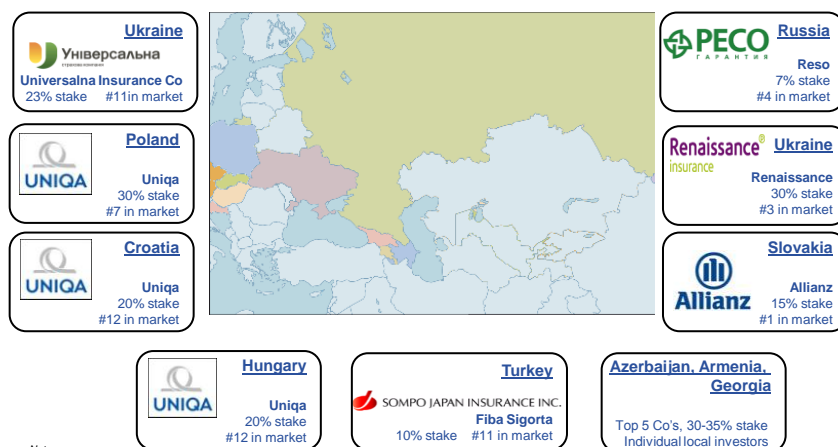 Ukraine
Універсальна
страхова компанія
Universalna Insurance Co
23% stake #11in market
Poland
UNIQA
Uniqa
30% stake
#7 in market
Croatia
UNIQA
Uniqa
20% stake
#12 in market
Russia
РЕСО
ГАРАНТИЯ
Reso
7% stake
#4 in market
Renaissance®
insurance
Ukraine
Renaissance
30% stake
#3 in market
Slovakia
Allianz
Allianz
15% stake
#1 in market
Hungary
UNIQA
Uniqa
20% stake
#12 in market
Turkey
SOMPO JAPAN INSURANCE INC.
Fiba Sigorta
10% stake #11 in market
Azerbaijan, Armenia,
Georgia
Top 5 Co's, 30-35% stake
Individual local investors